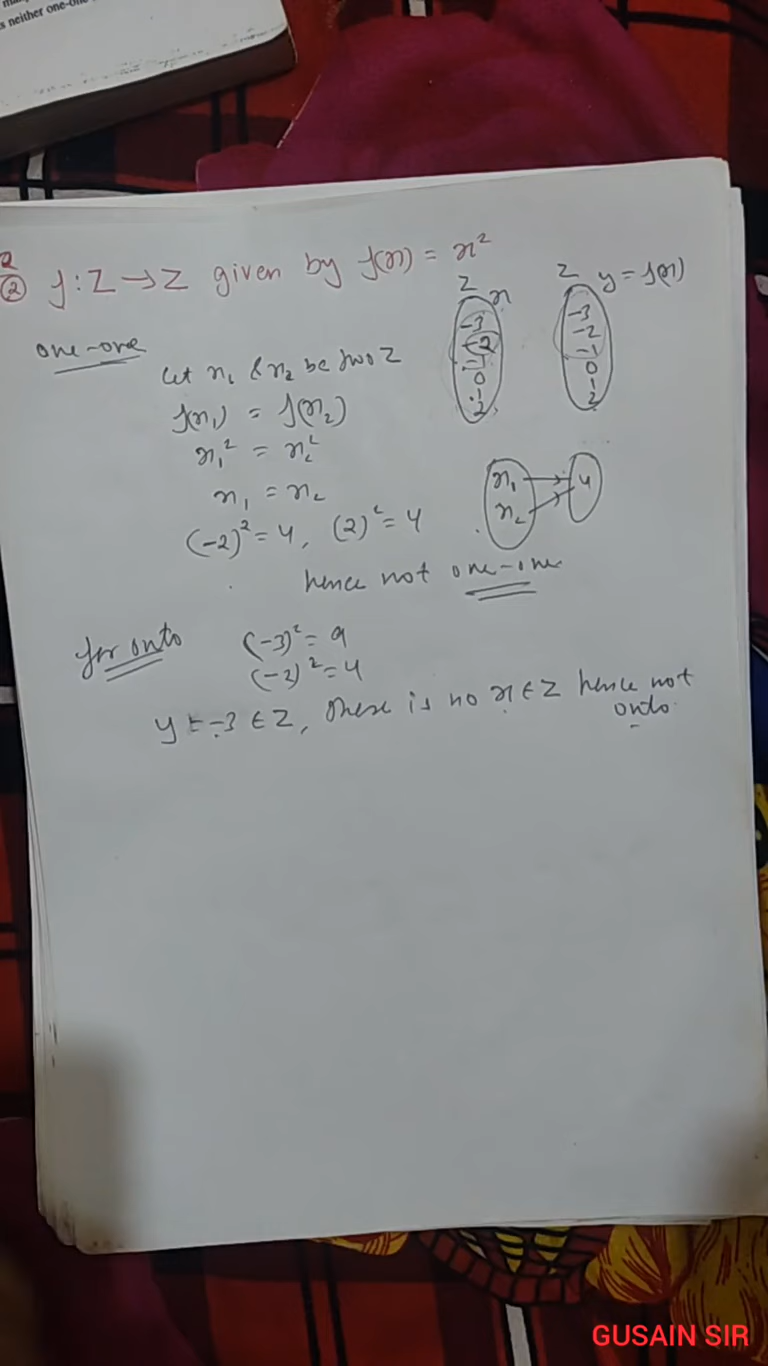 s neither one-one
Q
② f : Z → Z given by f(x) = x²
Z x
Z y = f(x)
-3
-2
-1
0
1
2
-3
-2
-1
0
1
2
one-one
Let x₁ & x₂ be two Z
f(x₁) = f(x₂)
x₁² = x₂²
x₁ = x₂
x₁
x₂
4
(-2)² = 4, (2)² = 4
hence not one-one
for onto
(-3)² = 9
(-2)² = 4
y = -3 ∈ Z, there is no x ∈ Z hence not
onto.
GUSAIN SIR